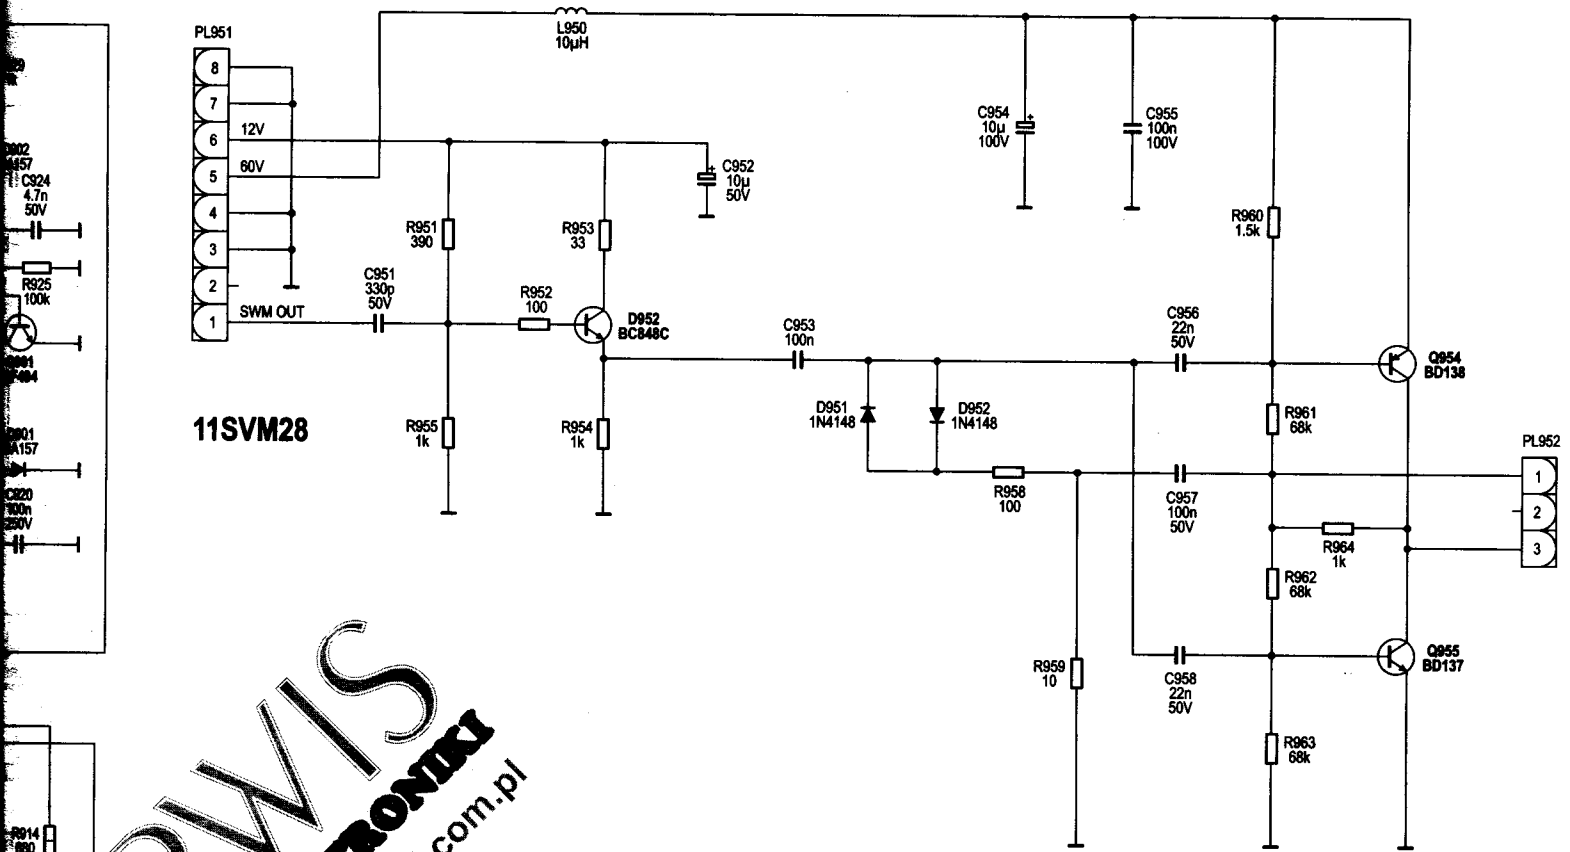 PL951
8
7
6
5
4
3
2
1
12V
60V
SWM OUT
L950
10µH
C924
4.7n
50V
R925
100k
C951
330p
50V
R951
390
R952
100
R953
33
D952
BC848C
C952
10µ
50V
R955
1k
R954
1k
11SVM28
C953
100n
D951
1N4148
D952
1N4148
R958
100
R959
10
C954
10µ
100V
C955
100n
100V
R960
1.5k
C956
22n
50V
R961
68k
C957
100n
50V
R964
1k
R962
68k
C958
22n
50V
R963
68k
Q954
BD138
Q955
BD137
PL952
1
2
3
R914
680
com.pl